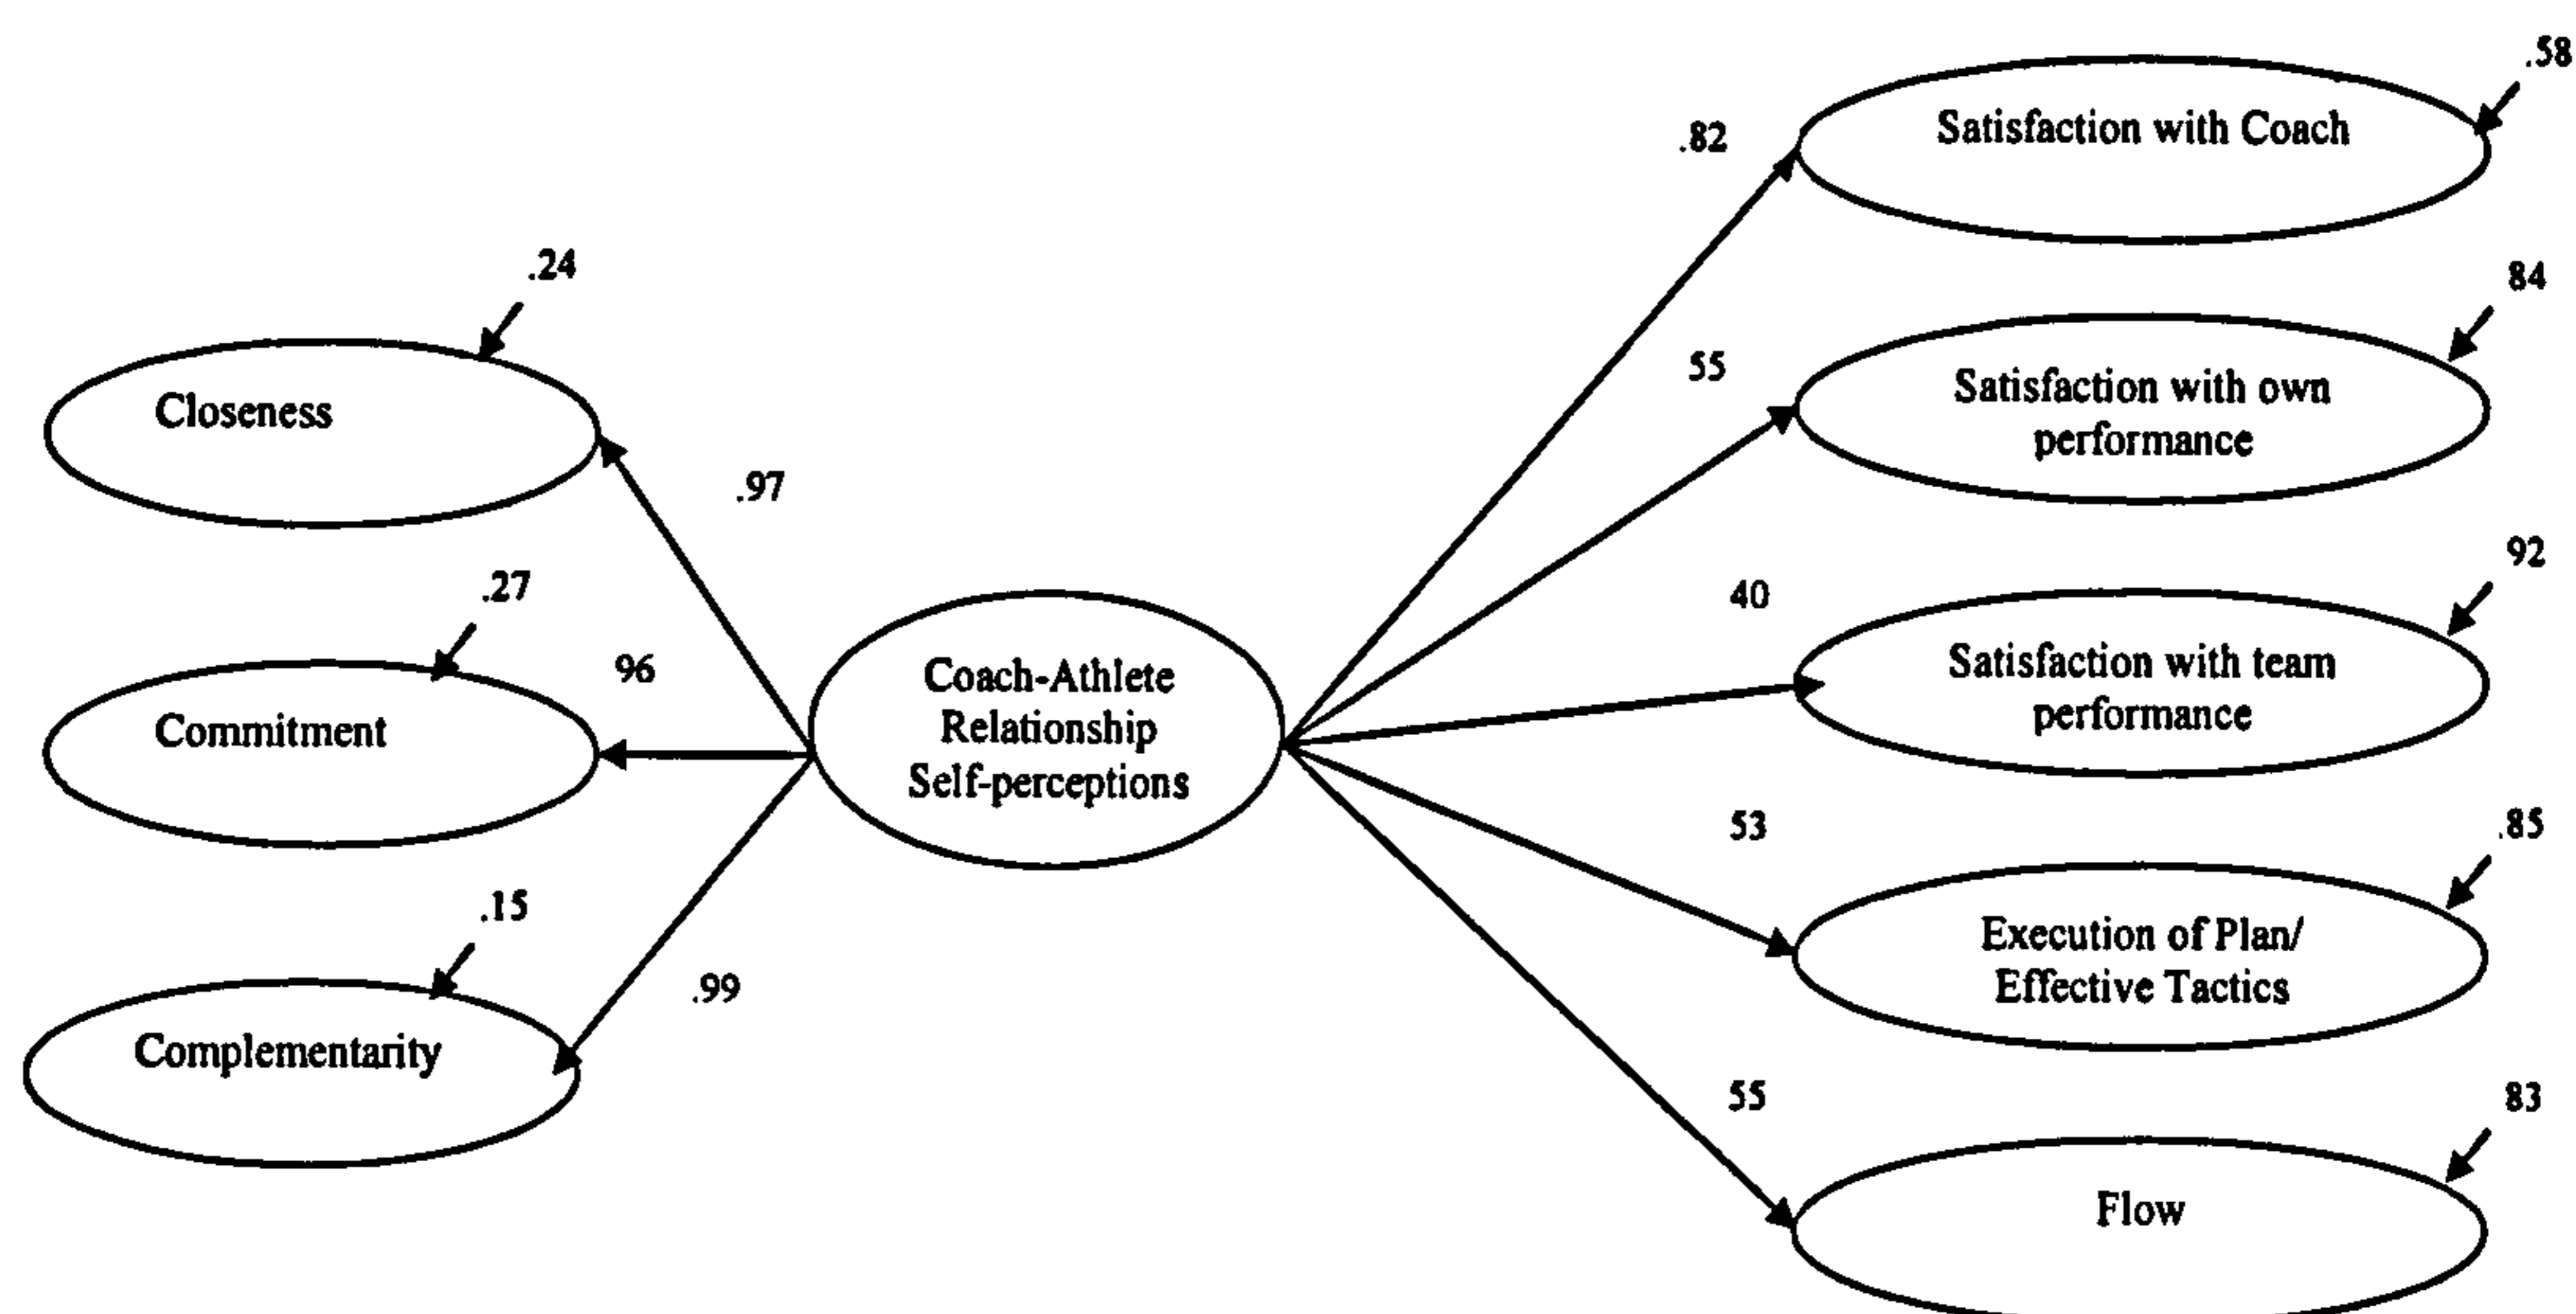 .58
Satisfaction with Coach
.82
84
.24
55
Satisfaction with own
performance
Closeness
.97
92
.27
40
96
Satisfaction with team
performance
Commitment
Coach-Athlete
Relationship
Self-perceptions
53
.85
.15
Execution of Plan/
Effective Tactics
.99
Complementarity
55
83
Flow